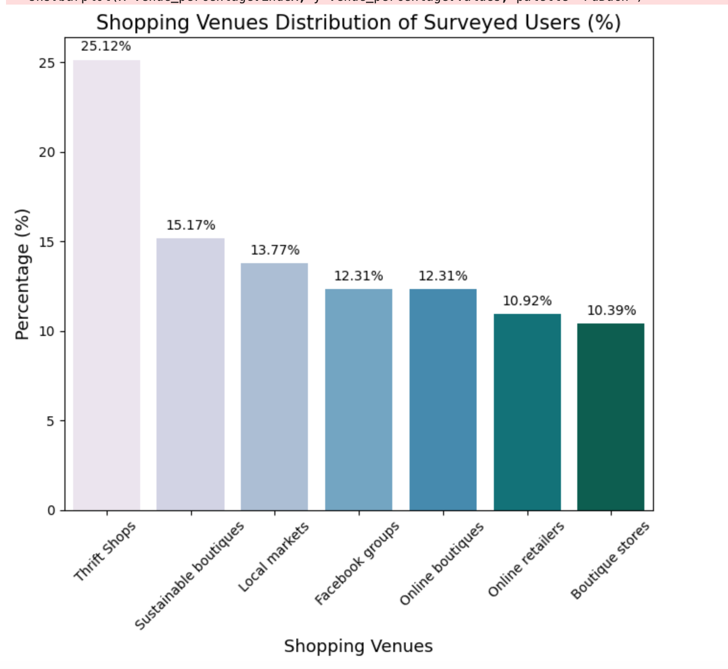 Shopping Venues Distribution of Surveyed Users (%)
25.12%
15.17%
13.77%
12.31%
12.31%
10.92%
10.39%
25
20
15
10
5
0
Percentage (%)
Thrift Shops
Sustainable boutiques
Local markets
Facebook groups
Online boutiques
Online retailers
Boutique stores
Shopping Venues